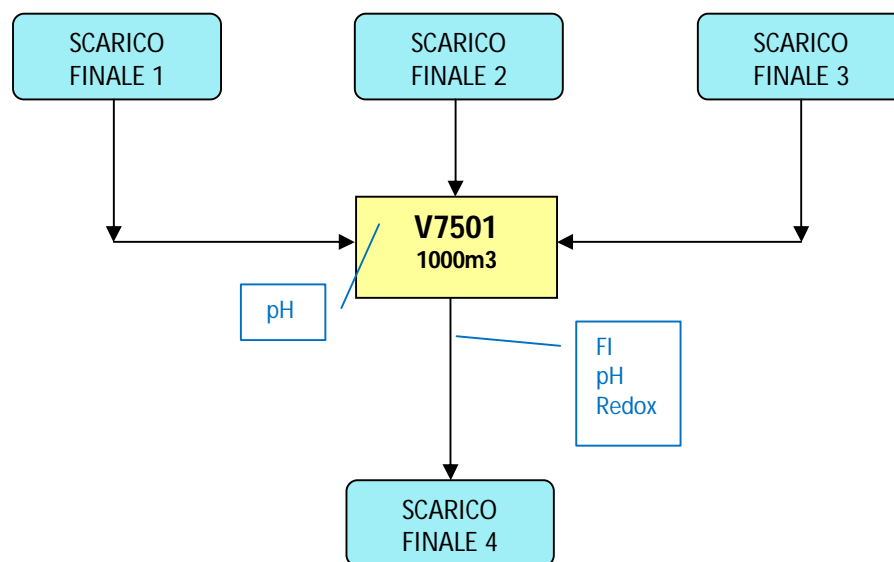 SCARICO
FINALE 1
SCARICO
FINALE 2
SCARICO
FINALE 3
V7501
1000m3
pH
FI
pH
Redox
SCARICO
FINALE 4